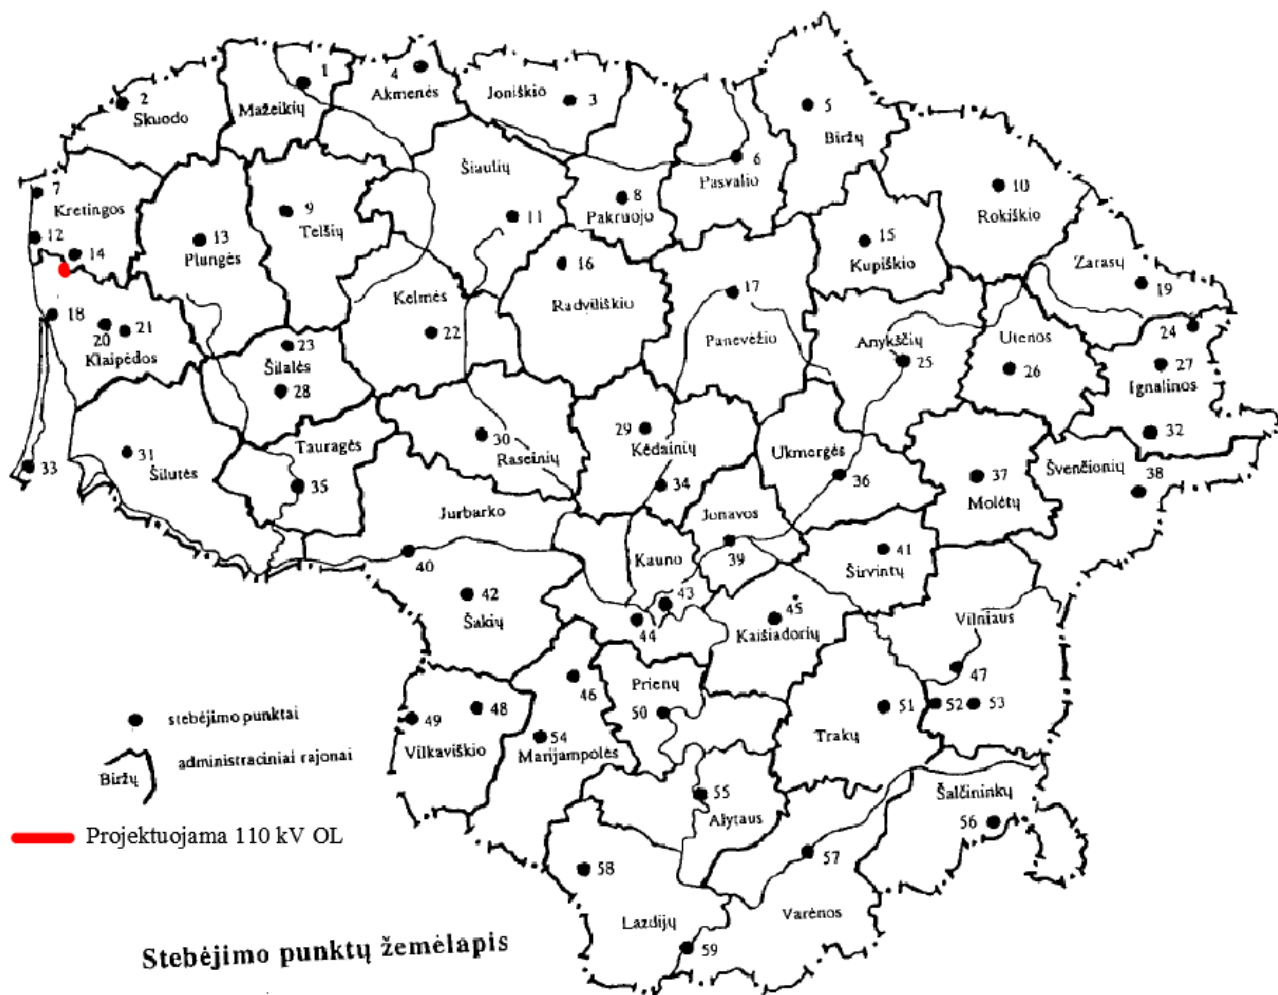 1
4
2
Skuodo
Mažeikių
Akmenės
Joniškio
3
5
Biržų
Šiaulių
6
Pasvalio
7
Kretingos
9
Telšių
11
8
Pakruojo
10
Rokiškio
12
14
13
Plungės
16
Radviliškio
15
Kupiškio
Zarasų
19
Kelmės
22
17
Panevėžio
Anykščių
25
Utenos
26
24
27
Ignalinos
18
20
21
Klaipėdos
23
Šilalės
28
32
Tauragės
35
30
Raseinių
29
Kėdainių
34
Ukmergės
36
37
Molėtų
Švenčionių
38
31
Šilutės
33
Jurbarko
40
Jonavos
39
Kauno
43
44
41
Širvintų
42
Šakių
45
Kaišiadorių
Vilniaus
47
46
Prienų
50
51
52
53
Trakų
49
48
Vilkaviškio
54
Marijampolės
stebėjimo punktai
Biržų
administraciniai rajonai
Projektuojama 110 kV OL
55
Alytaus
Šalčininkų
56
58
57
Lazdijų
Varėnos
59
Stebėjimo punktų žemėlapis